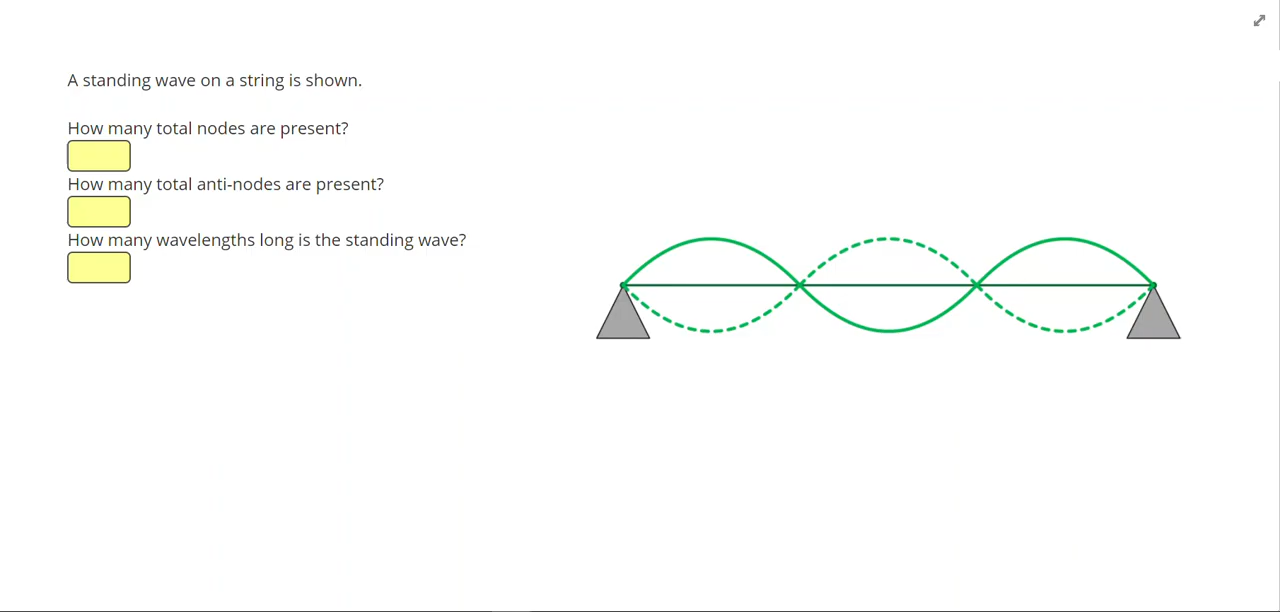 A standing wave on a string is shown.
How many total nodes are present?
How many total anti-nodes are present?
How many wavelengths long is the standing wave?